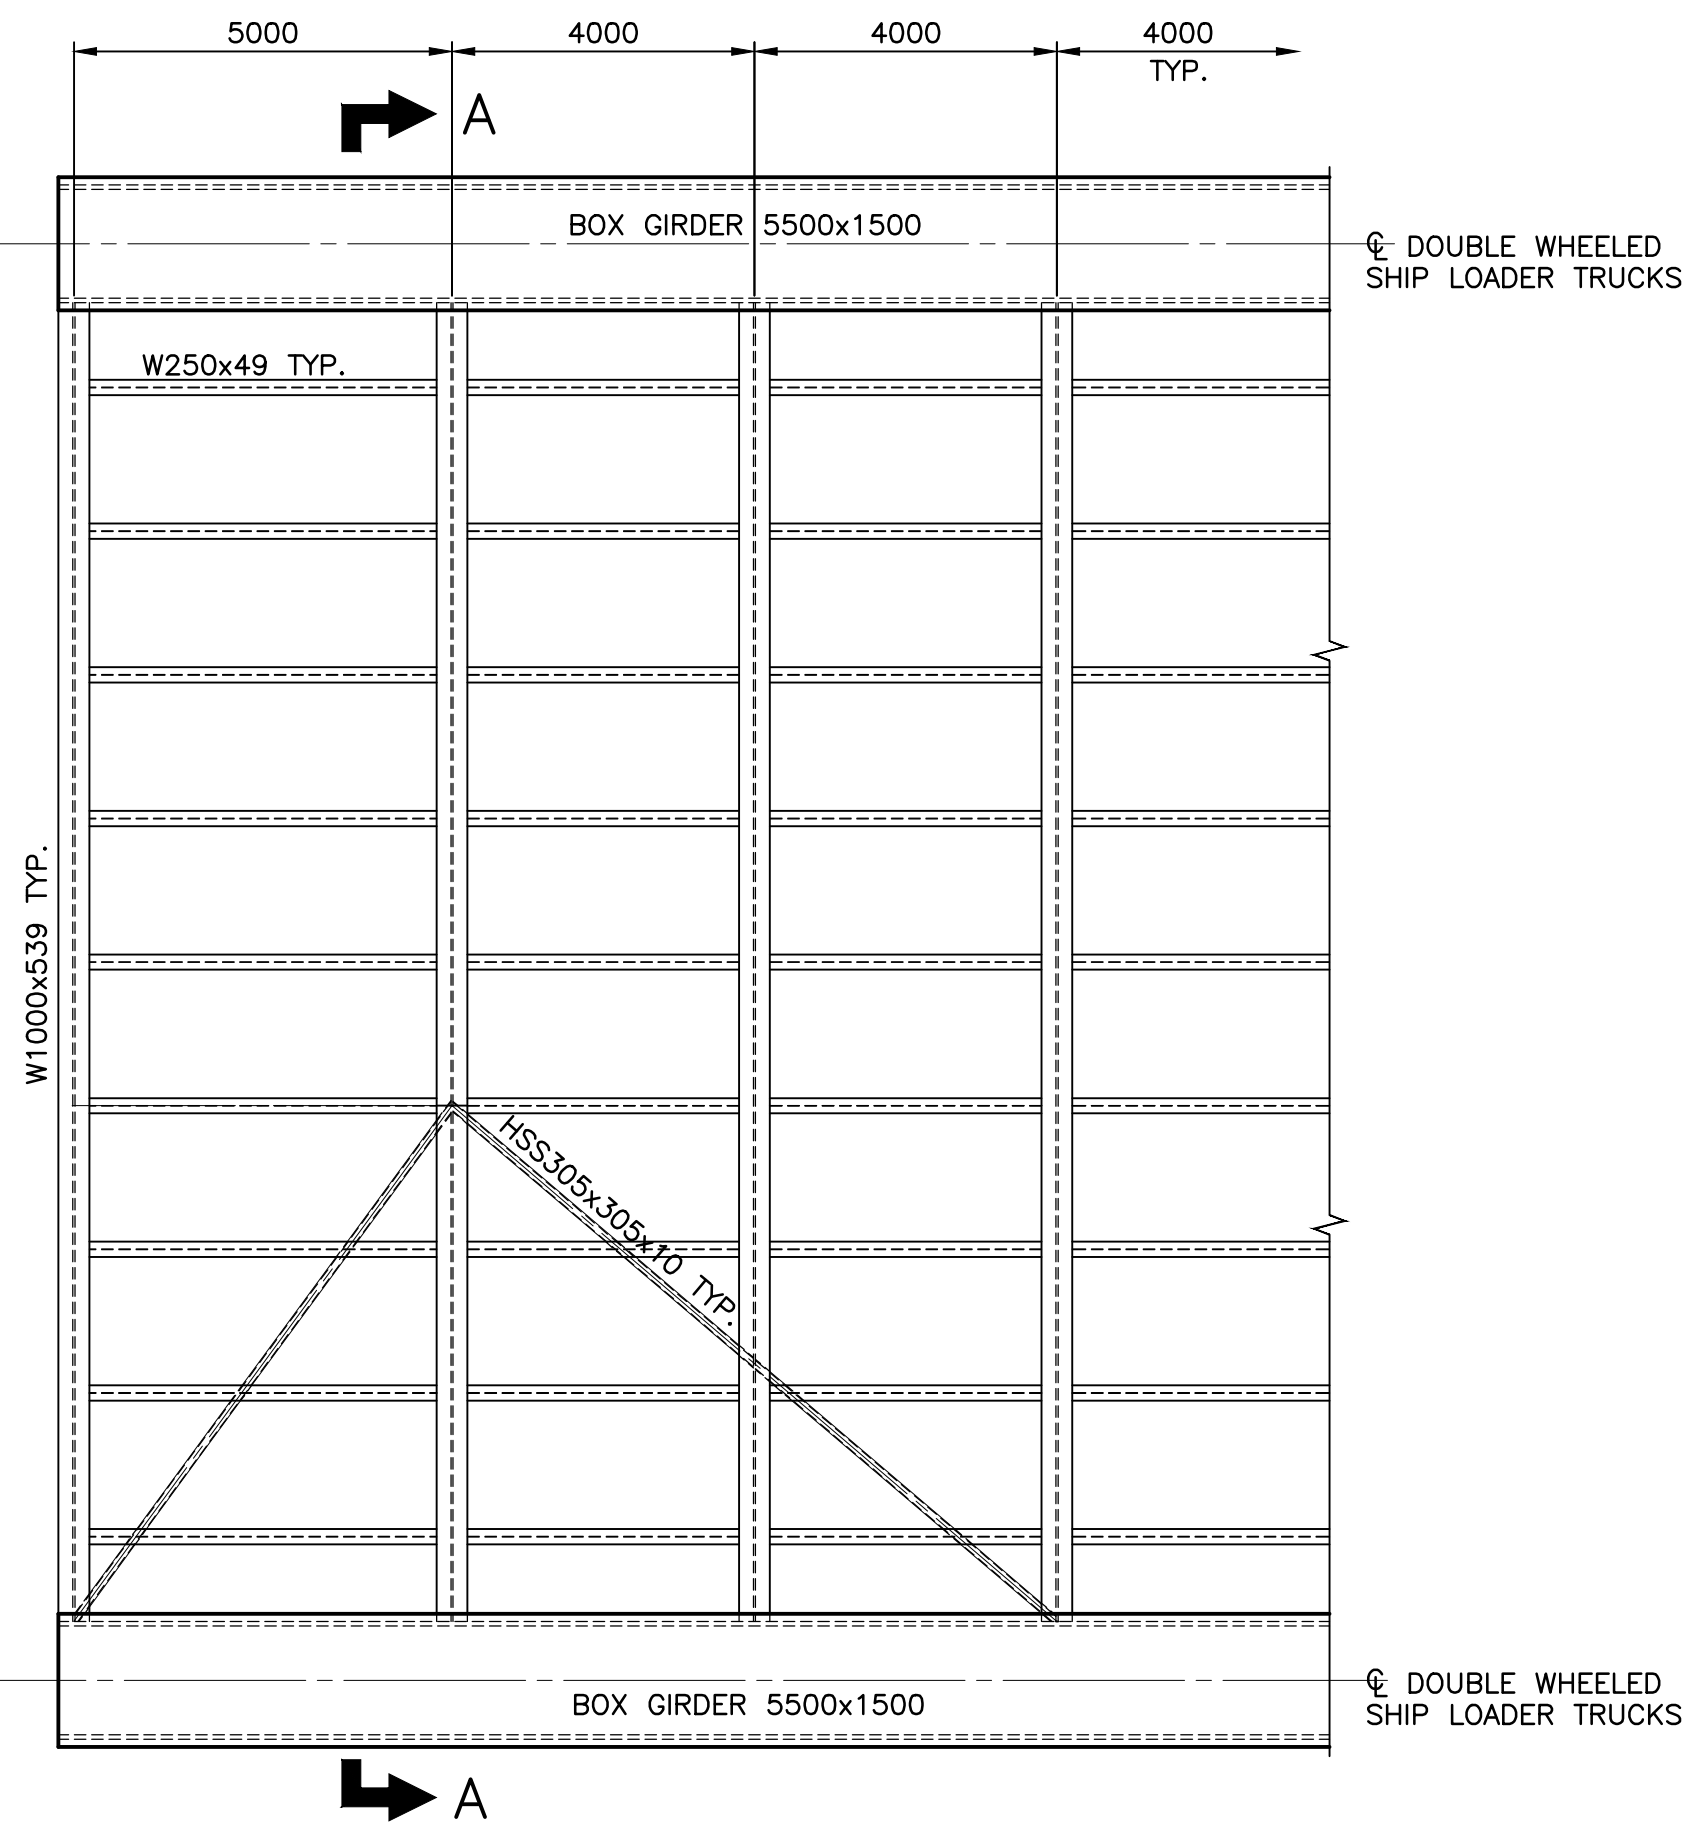 5000 4000 4000 4000
TYP.
A
BOX GIRDER 5500x1500
℄ DOUBLE WHEELED
SHIP LOADER TRUCKS
W250x49 TYP.
W1000x539 TYP.
HSS305x305x10 TYP.
℄ DOUBLE WHEELED
SHIP LOADER TRUCKS
BOX GIRDER 5500x1500
A